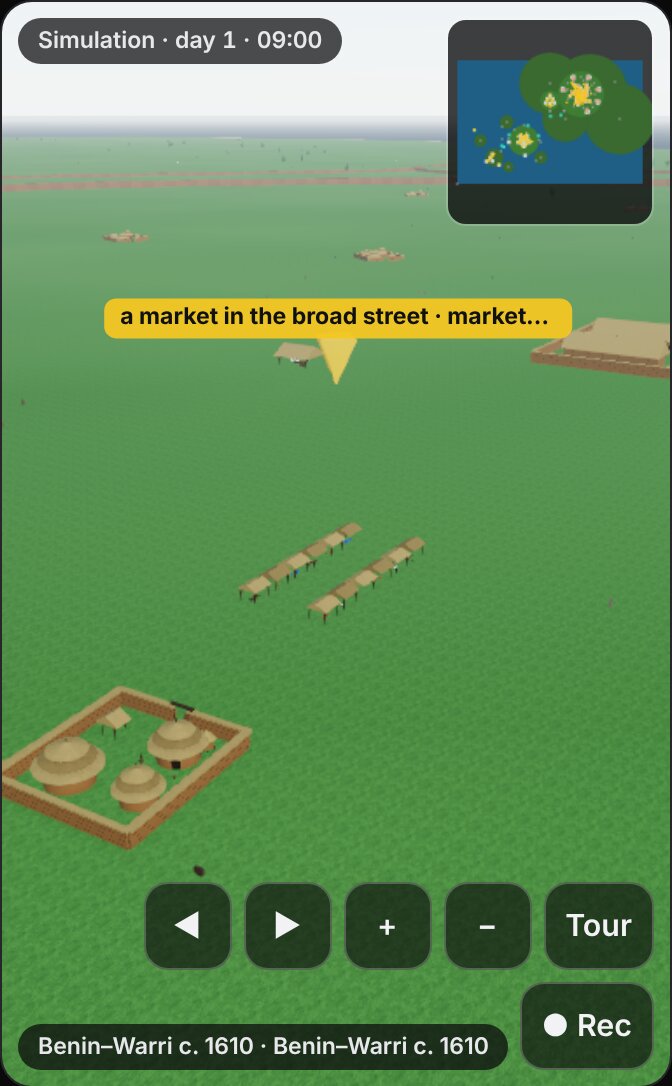 Simulation · day 1 · 09:00
a market in the broad street · market...
◀ ▶ + − Tour
Rec
Benin–Warri c. 1610 · Benin–Warri c. 1610